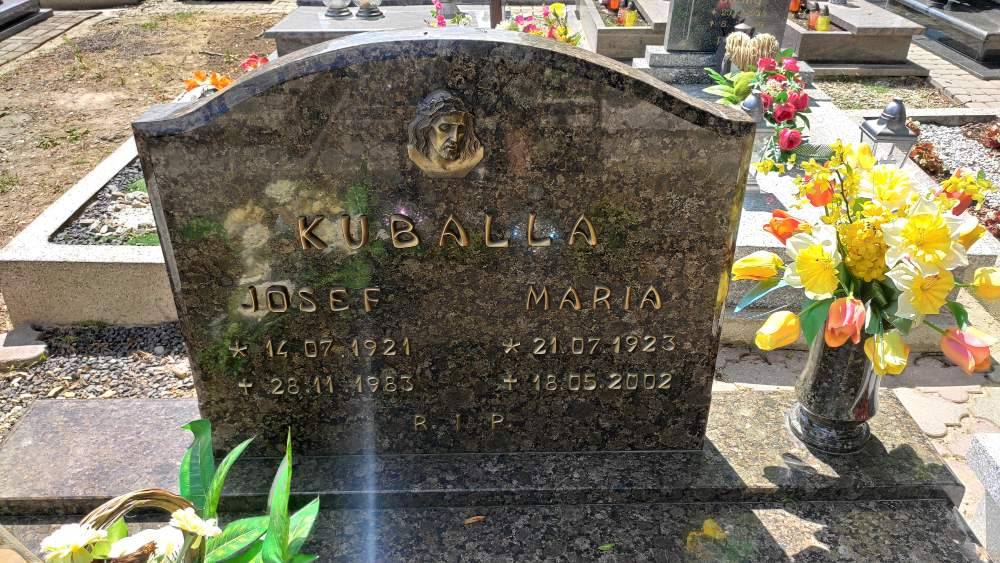 KUBALLA
JOSEF MARIA
* 14.07.1921 * 21.07.1923
+ 28.11.1983 + 18.05.2002
R.I.P